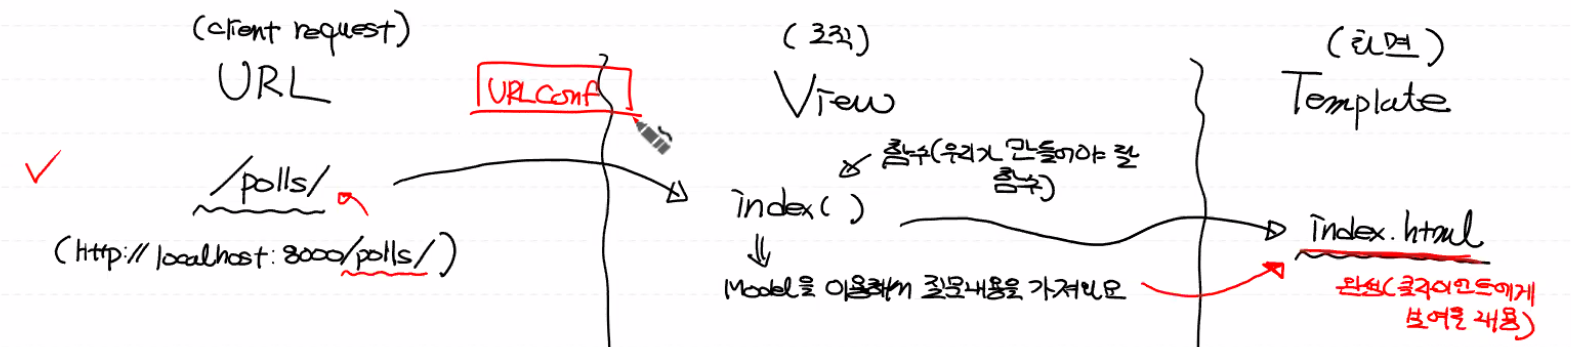 (client request)
URL
URLConf
(로직)
View
(화면)
Template
/polls/
(http://localhost:8000/polls/)
함수(우리가 만들어야 할
함수)
index( )
Model을 이용해서 질문내용을 가져와요
index.html
완성(클라이언트에게
보여줄 내용)